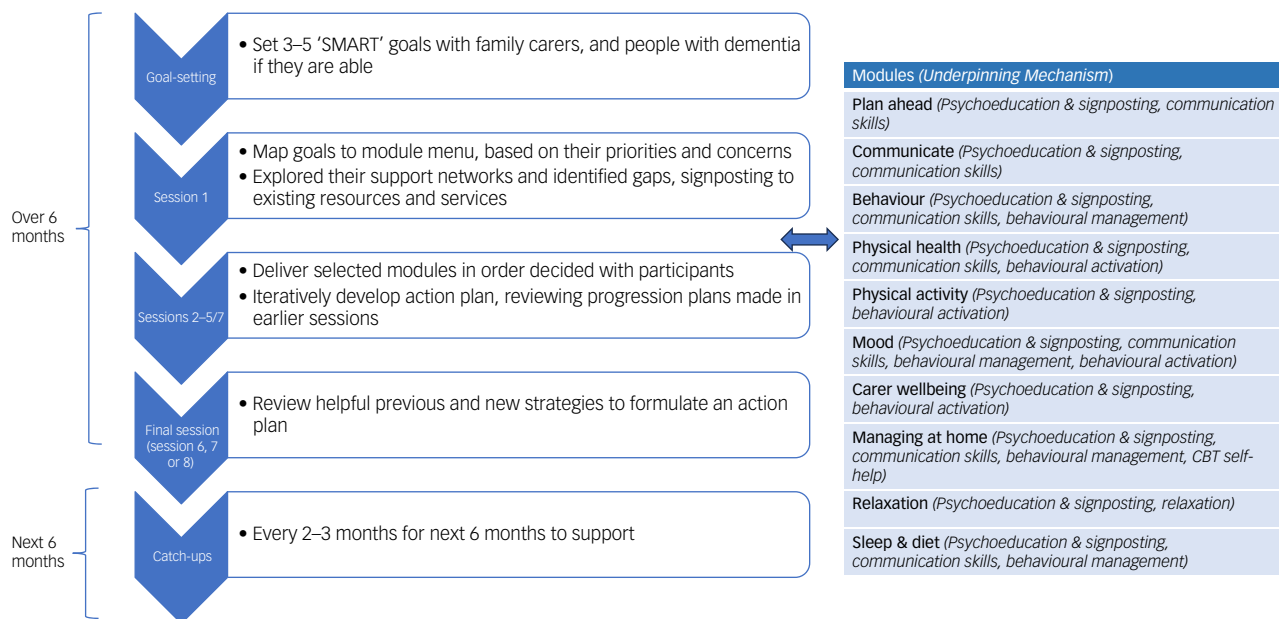 Over 6
months
Goal-setting
• Set 3–5 ‘SMART’ goals with family carers, and people with dementia
if they are able
Session 1
• Map goals to module menu, based on their priorities and concerns
• Explored their support networks and identified gaps, signposting to
existing resources and services
Sessions 2–5/7
• Deliver selected modules in order decided with participants
• Iteratively develop action plan, reviewing progression plans made in
earlier sessions
Final session
(session 6, 7
or 8)
• Review helpful previous and new strategies to formulate an action
plan
Next 6
months
Catch-ups
• Every 2–3 months for next 6 months to support
Modules (Underpinning Mechanism)
Plan ahead (Psychoeducation & signposting, communication
skills)
Communicate (Psychoeducation & signposting,
communication skills)
Behaviour (Psychoeducation & signposting,
communication skills, behavioural management)
Physical health (Psychoeducation & signposting,
communication skills, behavioural activation)
Physical activity (Psychoeducation & signposting,
behavioural activation)
Mood (Psychoeducation & signposting, communication
skills, behavioural management, behavioural activation)
Carer wellbeing (Psychoeducation & signposting,
behavioural activation)
Managing at home (Psychoeducation & signposting,
communication skills, behavioural management, CBT self-
help)
Relaxation (Psychoeducation & signposting, relaxation)
Sleep & diet (Psychoeducation & signposting,
communication skills, behavioural management)